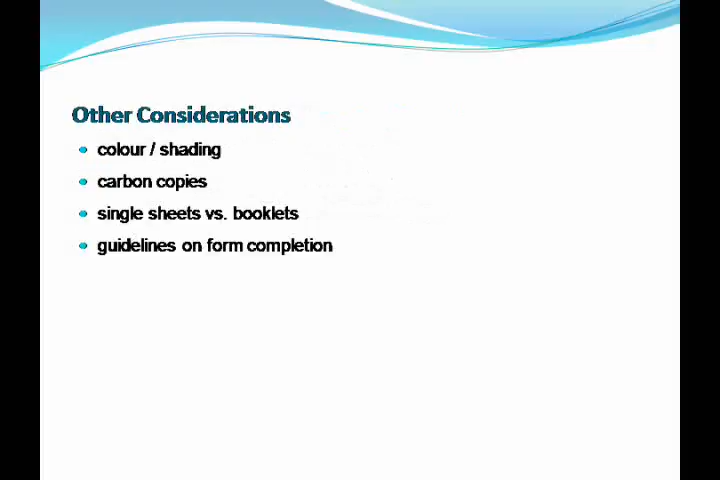 Other Considerations
colour / shading
carbon copies
single sheets vs. booklets
guidelines on form completion